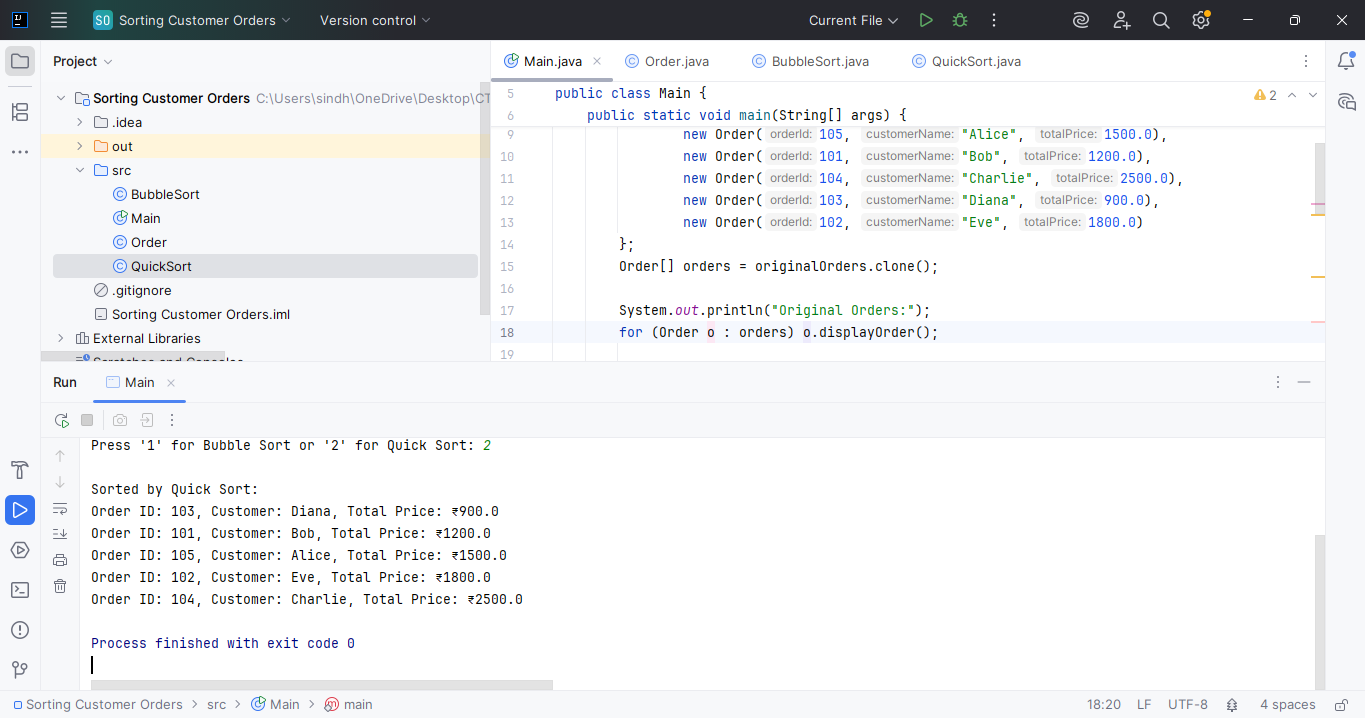 SO Sorting Customer Orders Version control Current File
Project
Main.java Order.java BubbleSort.java QuickSort.java
Sorting Customer Orders C:\Users\sindh\OneDrive\Desktop\CT
.idea
out
src
BubbleSort
Main
Order
QuickSort
.gitignore
Sorting Customer Orders.iml
External Libraries
Scratches and Consoles
2
5 public class Main {
6 public static void main(String[] args) {
9 new Order( orderId: 105, customerName: "Alice", totalPrice: 1500.0),
10 new Order( orderId: 101, customerName: "Bob", totalPrice: 1200.0),
11 new Order( orderId: 104, customerName: "Charlie", totalPrice: 2500.0),
12 new Order( orderId: 103, customerName: "Diana", totalPrice: 900.0),
13 new Order( orderId: 102, customerName: "Eve", totalPrice: 1800.0)
14 };
15 Order[] orders = originalOrders.clone();
16
17 System.out.println("Original Orders:");
18 for (Order o : orders) o.displayOrder();
19
Run Main
Press '1' for Bubble Sort or '2' for Quick Sort: 2
Sorted by Quick Sort:
Order ID: 103, Customer: Diana, Total Price: ₹900.0
Order ID: 101, Customer: Bob, Total Price: ₹1200.0
Order ID: 105, Customer: Alice, Total Price: ₹1500.0
Order ID: 102, Customer: Eve, Total Price: ₹1800.0
Order ID: 104, Customer: Charlie, Total Price: ₹2500.0
Process finished with exit code 0
Sorting Customer Orders > src > Main > m main 18:20 LF UTF-8 4 spaces